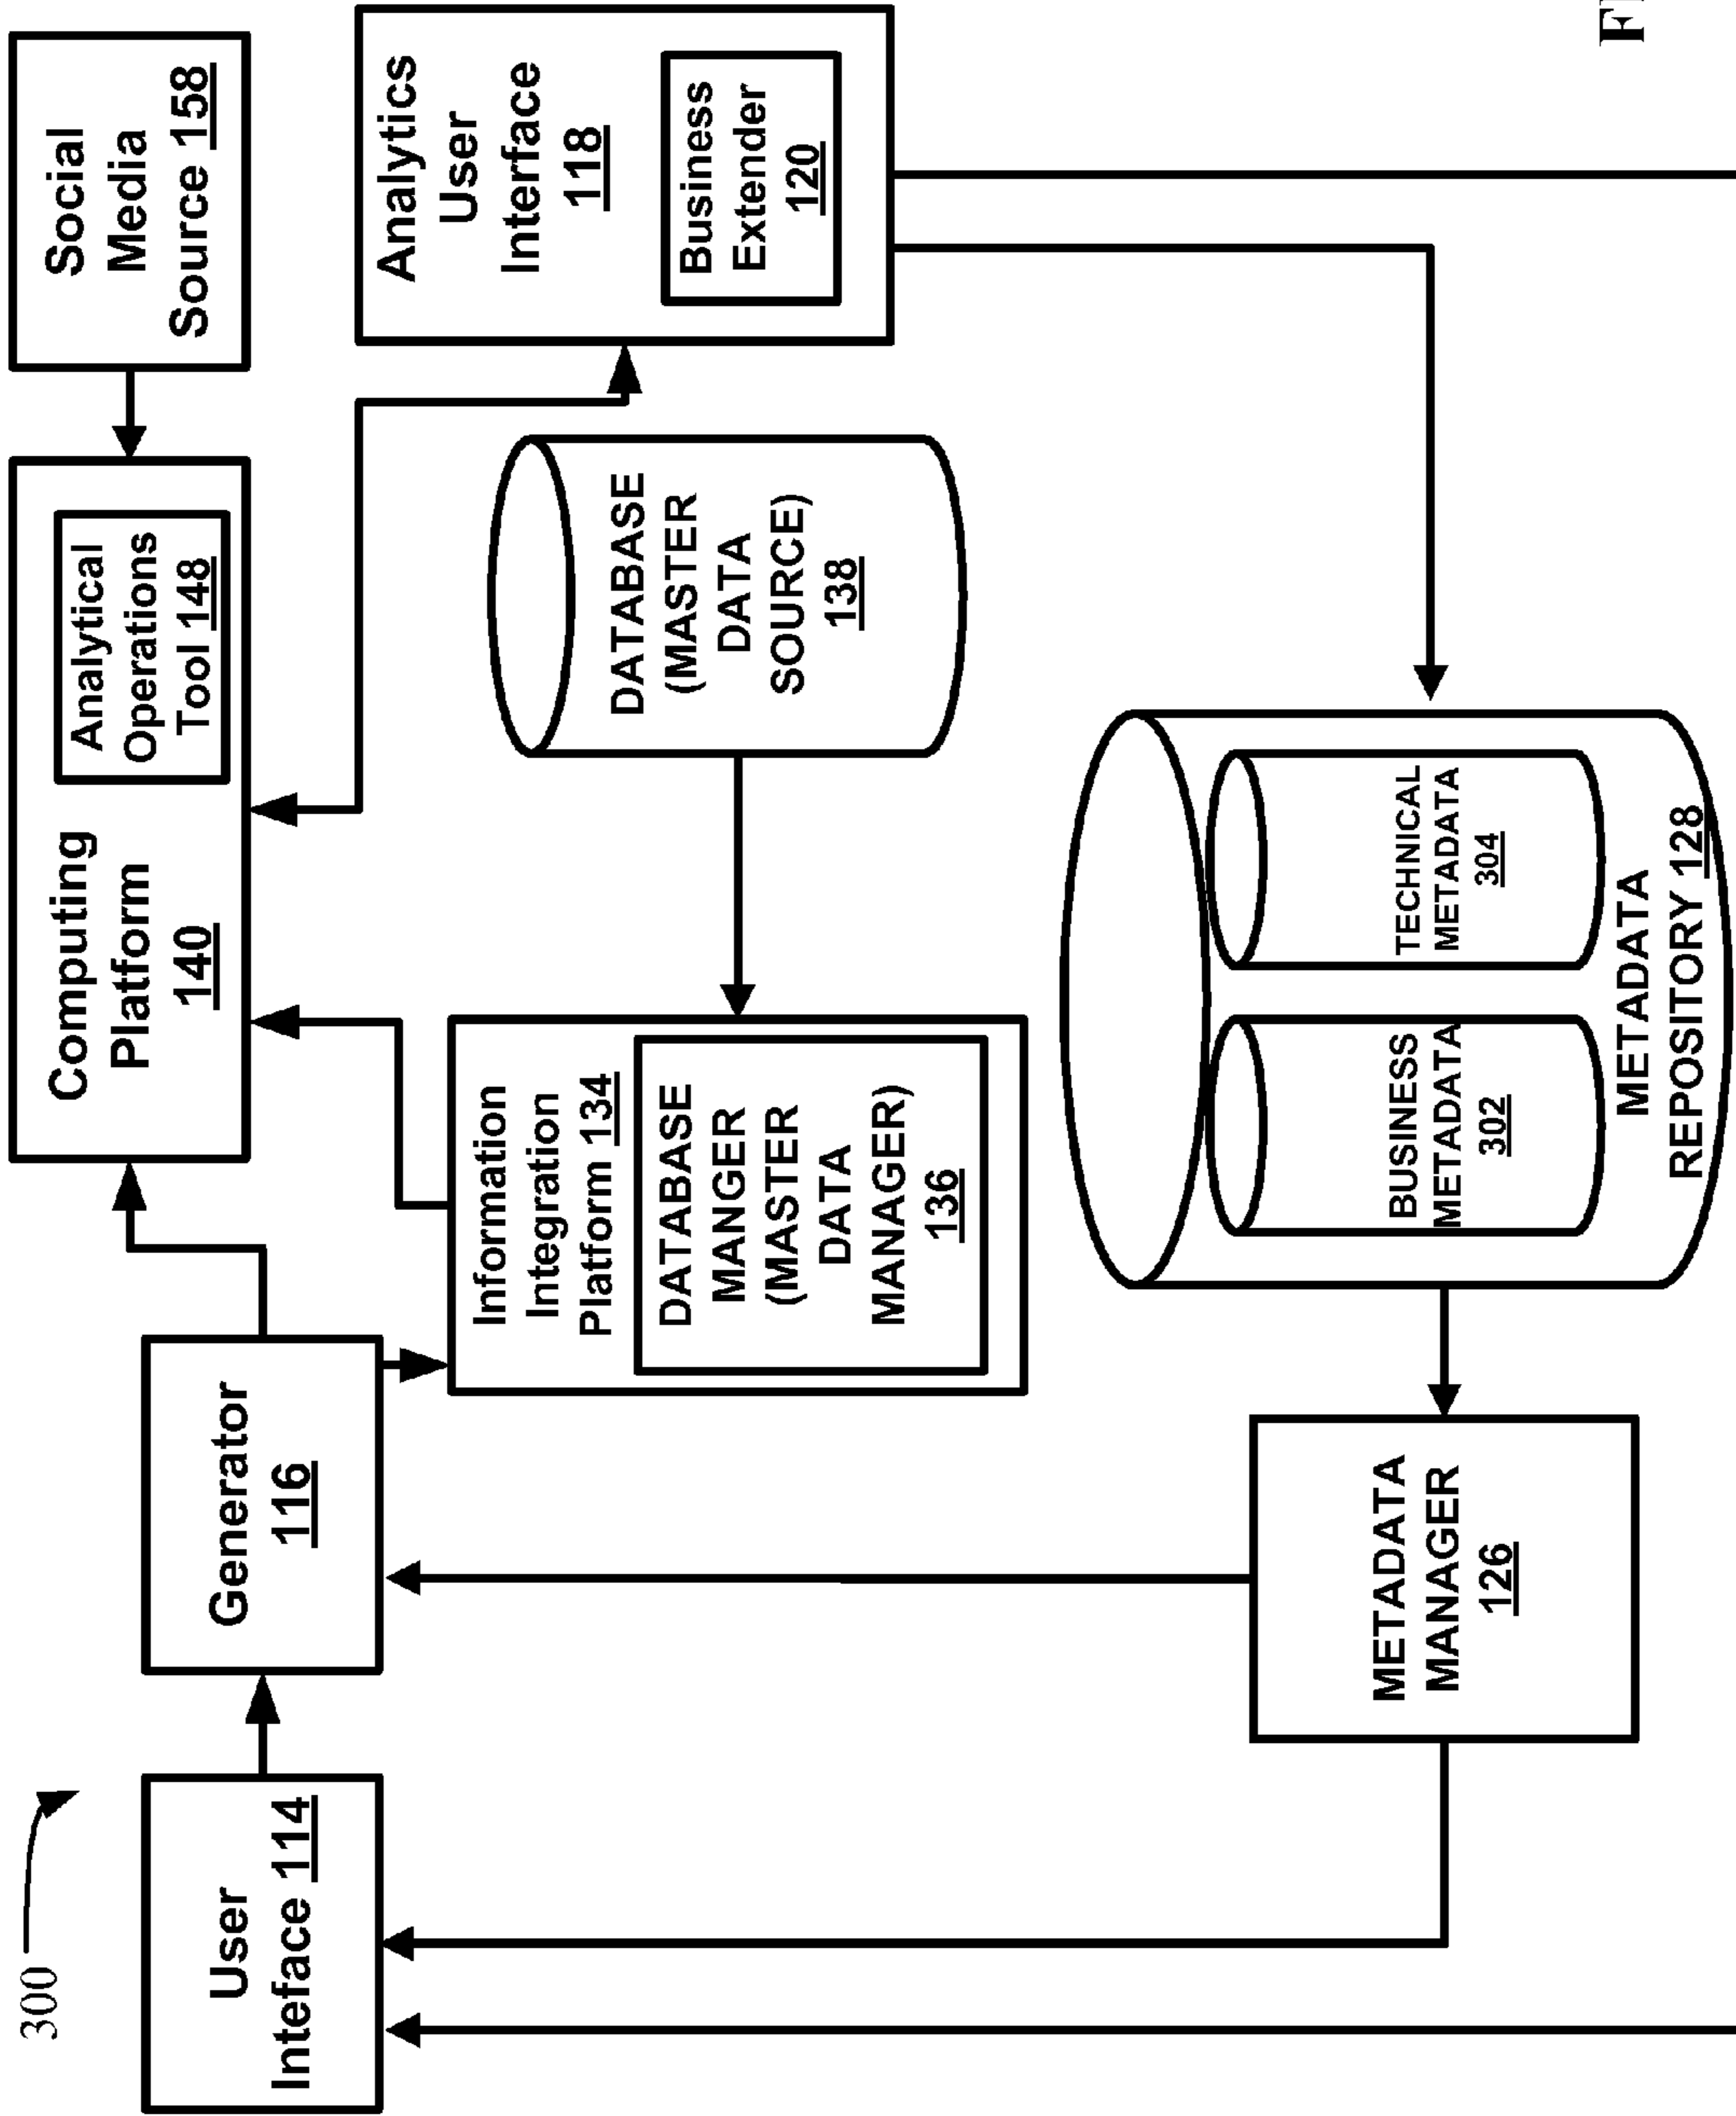 300
User
Inteface 114
Generator
116
Computing
Platform
140
Analytical
Operations
Tool 148
Social
Media
Source 158
Information
Integration
Platform 134
DATABASE
MANGER
(MASTER
DATA
MANAGER)
136
DATABASE
(MASTER
DATA
SOURCE)
138
Analytics
User
Interface
118
Business
Extender
120
METADATA
MANAGER
126
BUSINESS
METADATA
302
TECHNICAL
METADATA
304
METADATA
REPOSITORY 128